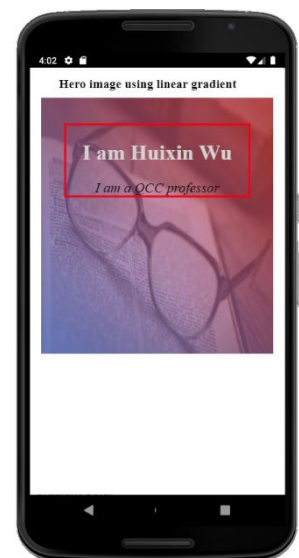 4:02
Hero image using linear gradient
I am Huixin Wu
I am a QCC professor